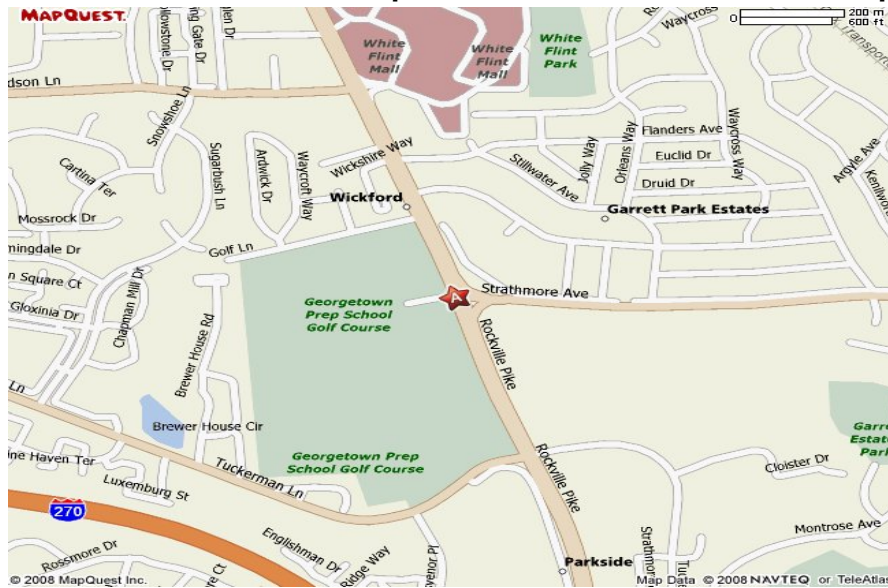 MAPQUEST.
0
200 m
600 ft
White
Flint
Mall
White
Flint
Mall
White
Flint
Park
Waycross
Snowshoe Ln
Sugarbush Ln
Ardwick Dr
Waycroft Way
Wickshire Way
Cartina Ter
Mossrock Dr
Wickford
Flanders Ave
Euclid Dr
Druid Dr
Stillwater Ave
Jolly Way
Orleans Way
Waycross Way
Argyle Ave
Garrett Park Estates
Golf Ln
Gloxinia Dr
Chapman Mill Dr
Brewer House Rd
Georgetown
Prep School
Golf Course
A
Strathmore Ave
Rockville Pike
Brewer House Cir
Georgetown Prep
School Golf Course
Tuckerman Ln
Luxemburg St
270
Rossmore Dr
Englishman Dr
Ridge Way
Rockville Pike
Parkside
Cloister Dr
Montrose Ave
Park
© 2008 MapQuest Inc.
Map Data © 2008 NAVTEQ or TeleAtlas